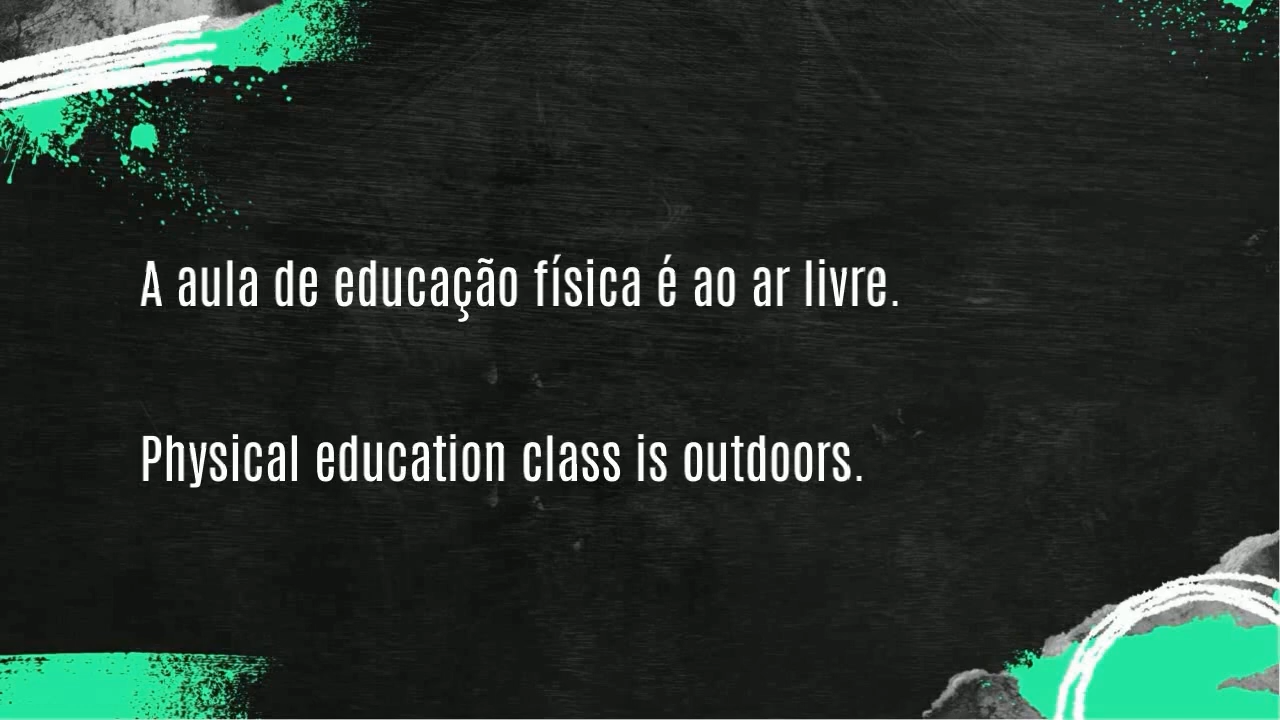 A aula de educação física é ao ar livre.
Physical education class is outdoors.